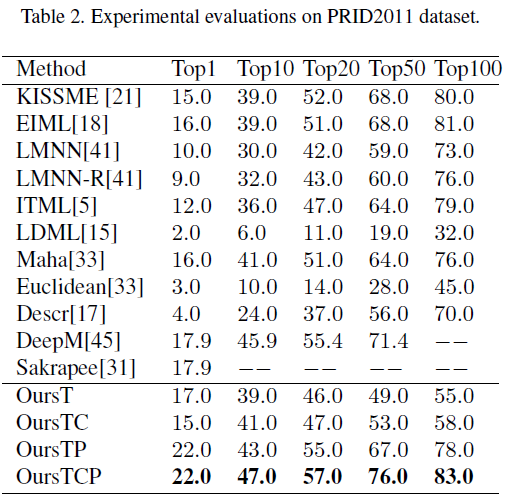 Table 2. Experimental evaluations on PRID2011 dataset.
Method Top1 Top10 Top20 Top50 Top100
KISSME [21] 15.0 39.0 52.0 68.0 80.0
EIML[18] 16.0 39.0 51.0 68.0 81.0
LMNN[41] 10.0 30.0 42.0 59.0 73.0
LMNN-R[41] 9.0 32.0 43.0 60.0 76.0
ITML[5] 12.0 36.0 47.0 64.0 79.0
LDML[15] 2.0 6.0 11.0 19.0 32.0
Maha[33] 16.0 41.0 51.0 64.0 76.0
Euclidean[33] 3.0 10.0 14.0 28.0 45.0
Descr[17] 4.0 24.0 37.0 56.0 70.0
DeepM[45] 17.9 45.9 55.4 71.4 −−
Sakrapee[31] 17.9 −− −− −− −−
OursT 17.0 39.0 46.0 49.0 55.0
OursTC 15.0 41.0 47.0 53.0 58.0
OursTP 22.0 43.0 55.0 67.0 78.0
OursTCP 22.0 47.0 57.0 76.0 83.0